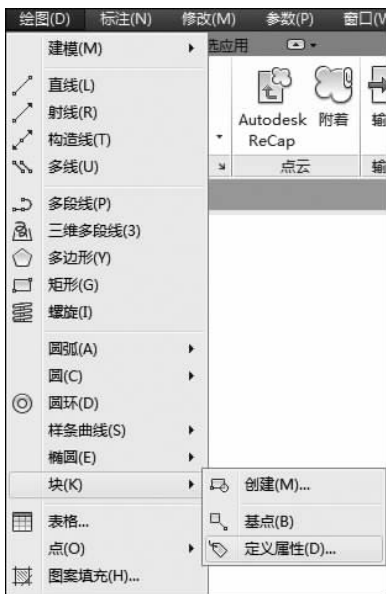 绘图(D) 标注(N) 修改(M) 参数(P) 窗口(W
建模(M)
直线(L)
射线(R)
构造线(T)
多线(U)
多段线(P)
三维多段线(3)
多边形(Y)
矩形(G)
螺旋(I)
圆弧(A)
圆(C)
圆环(D)
样条曲线(S)
椭圆(E)
块(K)
表格...
点(O)
图案填充(H)...
选应用
Autodesk ReCap
附着
输
点云
输
创建(M)...
基点(B)
定义属性(D)...